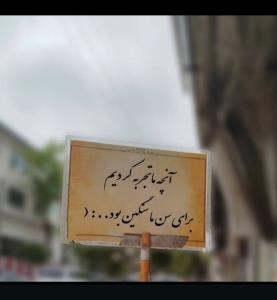 آنچه ما تجربه کردیم
برای سن ما سنگین بود..:(